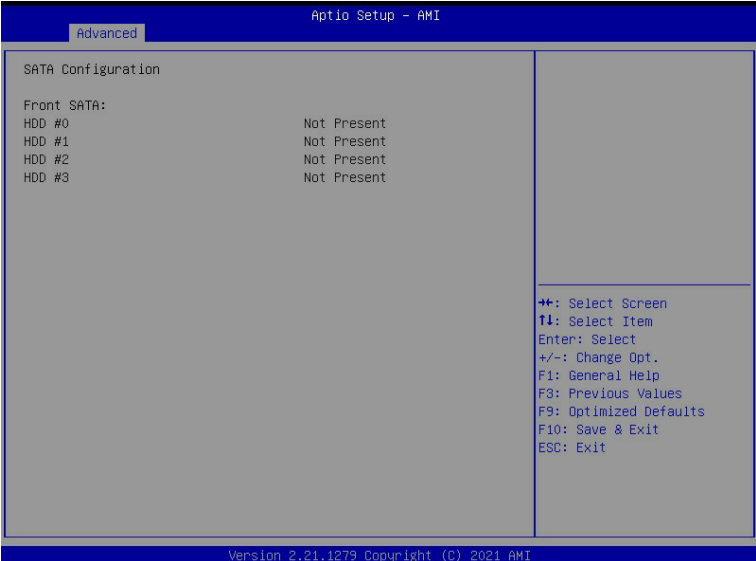 Aptio Setup – AMI
Advanced
SATA Configuration
Front SATA:
HDD #0 Not Present
HDD #1 Not Present
HDD #2 Not Present
HDD #3 Not Present
→←: Select Screen
↑↓: Select Item
Enter: Select
+/-: Change Opt.
F1: General Help
F3: Previous Values
F9: Optimized Defaults
F10: Save & Exit
ESC: Exit
Version 2.21.1279 Copyright (C) 2021 AMI